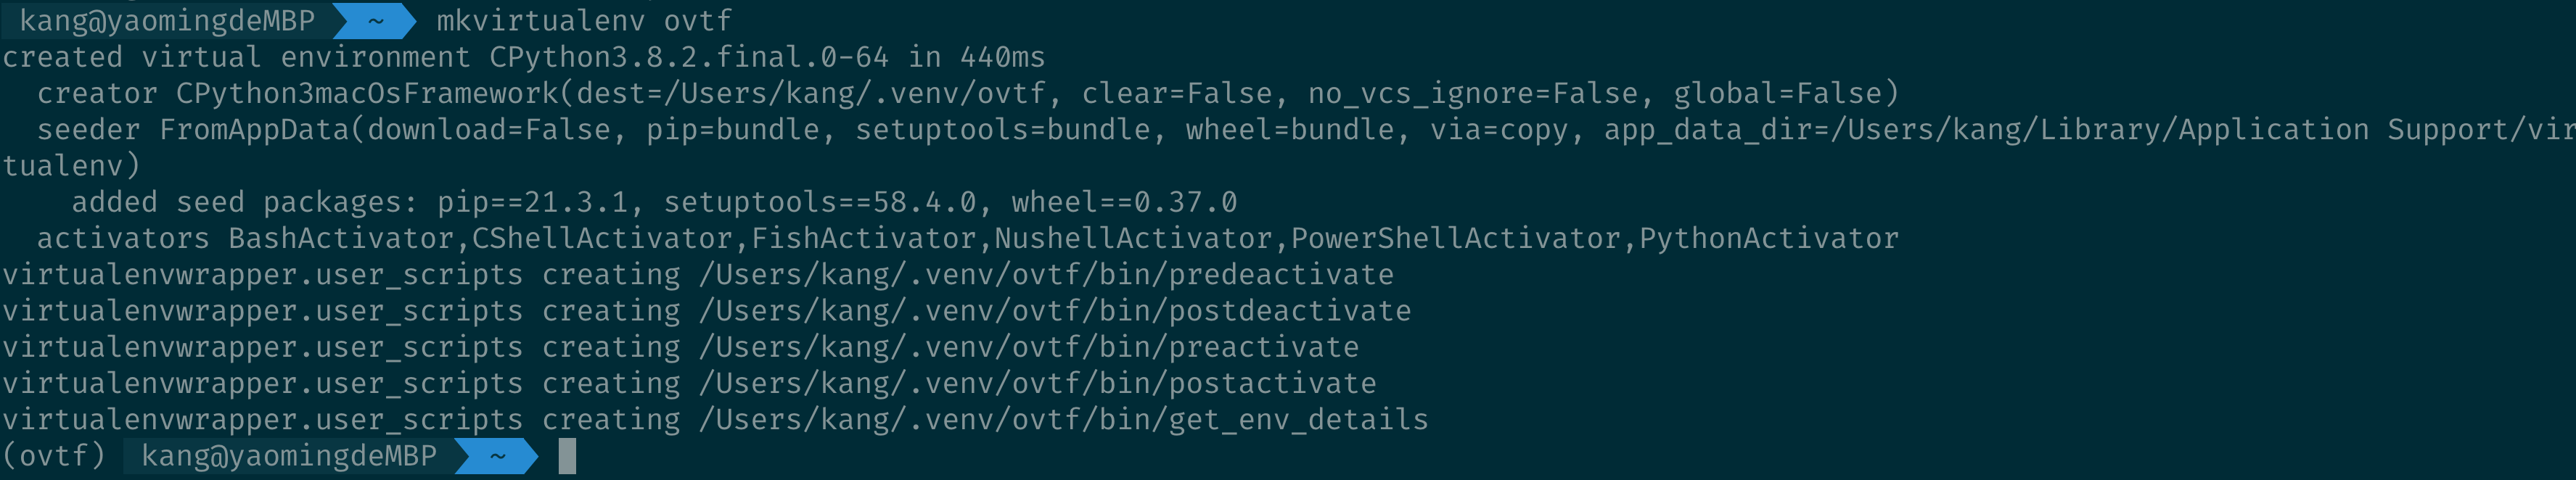 kang@yaomingdeMBP ~ mkvirtualenv ovtf
created virtual environment CPython3.8.2.final.0-64 in 440ms
  creator CPython3macOsFramework(dest=/Users/kang/.venv/ovtf, clear=False, no_vcs_ignore=False, global=False)
  seeder FromAppData(download=False, pip=bundle, setuptools=bundle, wheel=bundle, via=copy, app_data_dir=/Users/kang/Library/Application Support/vir
tualenv)
    added seed packages: pip==21.3.1, setuptools==58.4.0, wheel==0.37.0
  activators BashActivator,CShellActivator,FishActivator,NushellActivator,PowerShellActivator,PythonActivator
virtualenvwrapper.user_scripts creating /Users/kang/.venv/ovtf/bin/predeactivate
virtualenvwrapper.user_scripts creating /Users/kang/.venv/ovtf/bin/postdeactivate
virtualenvwrapper.user_scripts creating /Users/kang/.venv/ovtf/bin/preactivate
virtualenvwrapper.user_scripts creating /Users/kang/.venv/ovtf/bin/postactivate
virtualenvwrapper.user_scripts creating /Users/kang/.venv/ovtf/bin/get_env_details
(ovtf) kang@yaomingdeMBP ~